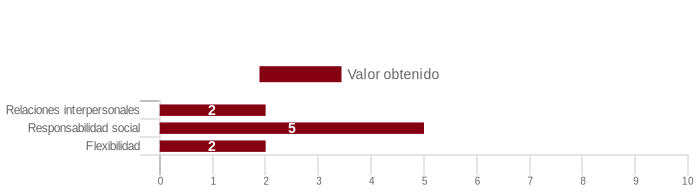 Valor obtenido
Relaciones interpersonales 2
Responsabilidad social 5
Flexibilidad 2
0 1 2 3 4 5 6 7 8 9 10